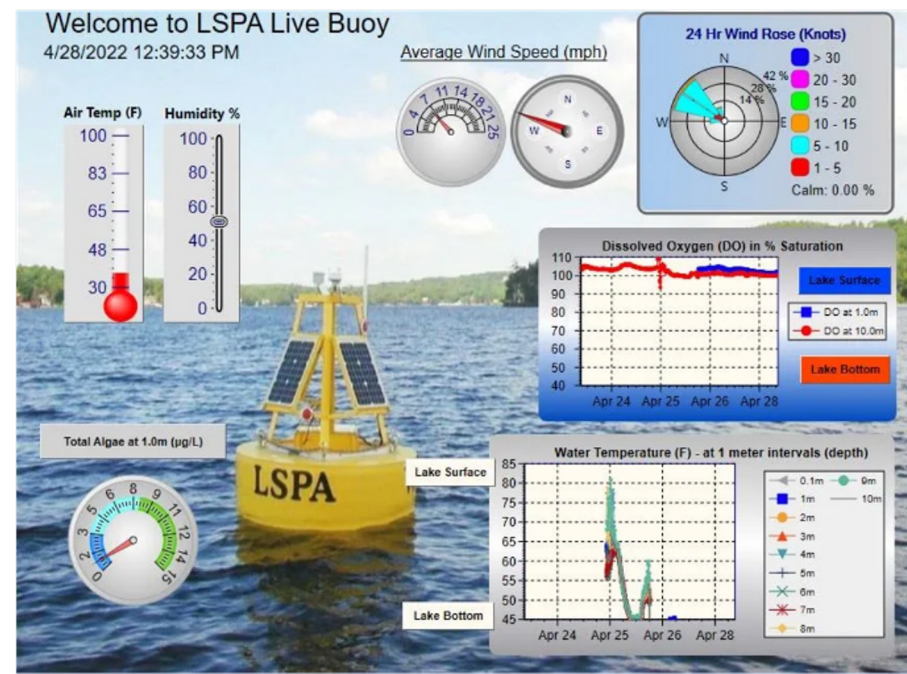 Welcome to LSPA Live Buoy
4/28/2022 12:39:33 PM
Average Wind Speed (mph)
0 4 7 11 14 18 21 25
N
E
S
W
24 Hr Wind Rose (Knots)
N
E
S
W
42 %
28 %
14 %
> 30
20 - 30
15 - 20
10 - 15
5 - 10
1 - 5
Calm: 0.00 %
Air Temp (F)
100
83
65
48
30
Humidity %
100
80
60
40
20
0
Dissolved Oxygen (DO) in % Saturation
110
100
90
80
70
60
50
40
Apr 24 Apr 25 Apr 26 Apr 28
Lake Surface
DO at 1.0m
DO at 10.0m
Lake Bottom
LSPA
Total Algae at 1.0m (µg/L)
0 2 3 5 6 8 9 11 12 14 15
Water Temperature (F) - at 1 meter intervals (depth)
Lake Surface
Lake Bottom
85
80
75
70
65
60
55
50
45
Apr 24 Apr 25 Apr 26 Apr 28
0.1m 9m
1m 10m
2m
3m
4m
5m
6m
7m
8m